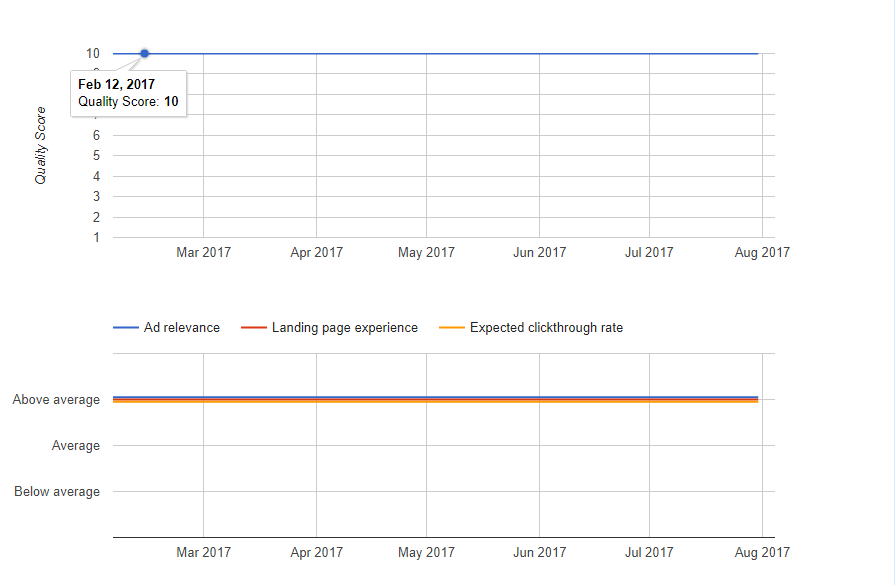 10
Feb 12, 2017
Quality Score: 10
6
5
4
3
2
1
Quality Score
Mar 2017 Apr 2017 May 2017 Jun 2017 Jul 2017 Aug 2017
Ad relevance Landing page experience Expected clickthrough rate
Above average
Average
Below average
Mar 2017 Apr 2017 May 2017 Jun 2017 Jul 2017 Aug 2017